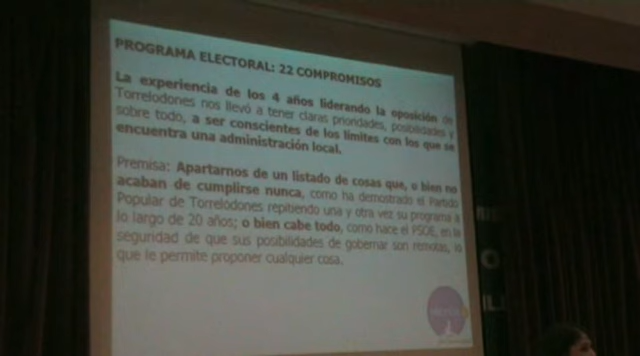 PROGRAMA ELECTORAL: 22 COMPROMISOS
La experiencia de los 4 años liderando la oposición de
Torrelodones nos llevó a tener claras prioridades, posibilidades y
sobre todo, a ser conscientes de los límites con los que se
encuentra una administración local.
Premisa: Apartarnos de un listado de cosas que, o bien no
acaban de cumplirse nunca, como ha demostrado el Partido
Popular de Torrelodones repitiendo una y otra vez su programa a
lo largo de 20 años; o bien cabe todo, como hace el PSOE, en la
seguridad de que sus posibilidades de gobernar son remotas, lo
que le permite proponer cualquier cosa.